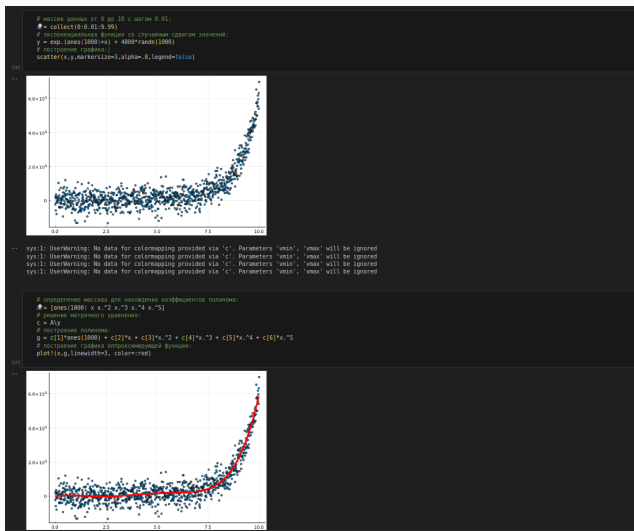 # массив данных от 0 до 10 с шагом 0.01:
= collect(0:0.01:9.99)
# экспоненциальная функция со случайным сдвигом значений:
y = exp.(ones(1000)+x) + 4000*randn(1000)
# построение графика:
scatter(x,y,markersize=3,alpha=.8,legend=false)
...
6.0×10⁴
4.0×10⁴
2.0×10⁴
0
0.0 2.5 5.0 7.5 10.0
... sys:1: UserWarning: No data for colormapping provided via 'c'. Parameters 'vmin', 'vmax' will be ignored
sys:1: UserWarning: No data for colormapping provided via 'c'. Parameters 'vmin', 'vmax' will be ignored
sys:1: UserWarning: No data for colormapping provided via 'c'. Parameters 'vmin', 'vmax' will be ignored
sys:1: UserWarning: No data for colormapping provided via 'c'. Parameters 'vmin', 'vmax' will be ignored
# определение массива для нахождения коэффициентов полинома:
= [ones(1000) x x.^2 x.^3 x.^4 x.^5]
# решение матричного уравнения:
c = A\y
# построение полинома:
g = c[1]*ones(1000) + c[2]*x + c[3]*x.^2 + c[4]*x.^3 + c[5]*x.^4 + c[6]*x.^5
# построение графика аппроксимирующей функции:
plot!(x,g,linewidth=3, color=:red)
...
6.0×10⁴
4.0×10⁴
2.0×10⁴
0
0.0 2.5 5.0 7.5 10.0